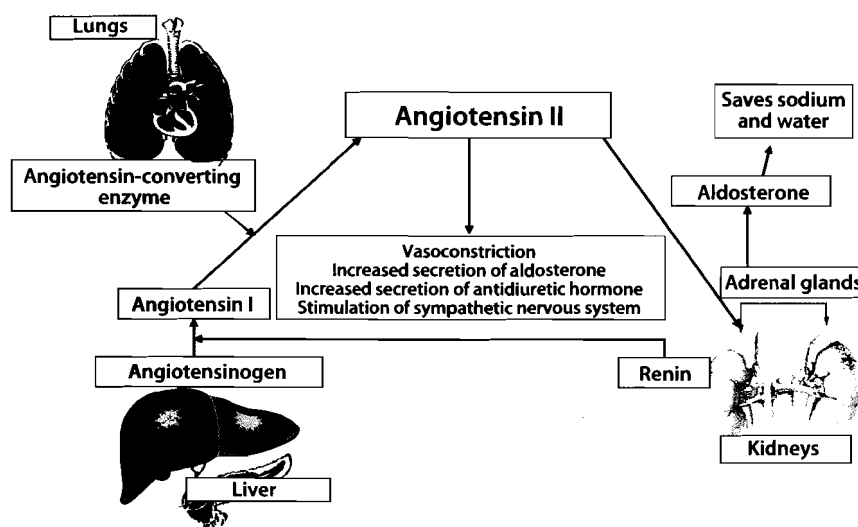 Lungs
Angiotensin II
Saves sodium
and water
Angiotensin-converting
enzyme
Aldosterone
Vasoconstriction
Increased secretion of aldosterone
Increased secretion of antidiuretic hormone
Stimulation of sympathetic nervous system
Angiotensin I
Adrenal glands
Angiotensinogen
Renin
Kidneys
Liver